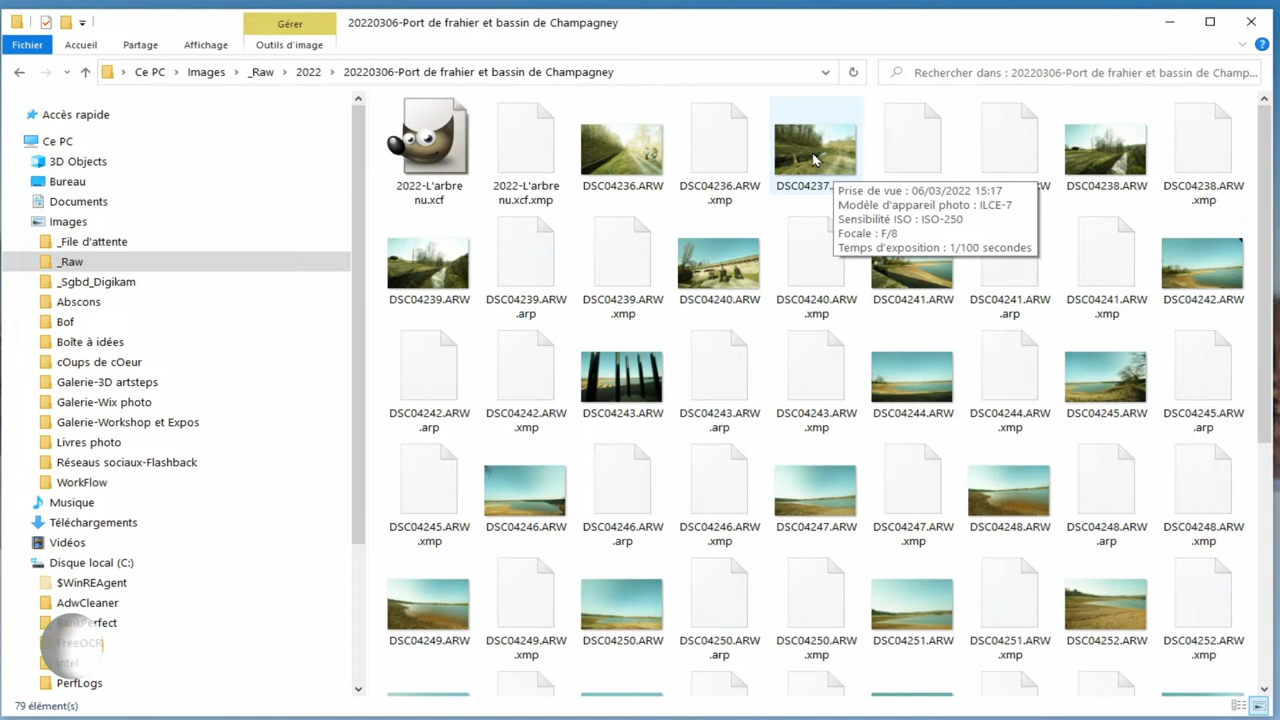 Gérer
20220306-Port de frahier et bassin de Champagney
Fichier Accueil Partage Affichage Outils d'image
Ce PC > Images > _Raw > 2022 > 20220306-Port de frahier et bassin de Champagney
Rechercher dans : 20220306-Port de frahier et bassin de Champ...
Accès rapide
Ce PC
3D Objects
Bureau
Documents
Images
_File d'attente
_Raw
_Sgbd_Digikam
Abscons
Bof
Boîte à idées
cOups de cOeur
Galerie-3D artsteps
Galerie-Wix photo
Galerie-Workshop et Expos
Livres photo
Réseaus sociaux-Flashback
WorkFlow
Musique
Téléchargements
Vidéos
Disque local (C:)
$WinREAgent
AdwCleaner
FreeOCR
Intel
PerfLogs
2022-L'arbre nu.xcf
2022-L'arbre nu.xcf.xmp
DSC04236.ARW
DSC04236.ARW.xmp
DSC04237.
DSC04238.ARW
DSC04238.ARW.xmp
Prise de vue : 06/03/2022 15:17
Modèle d'appareil photo : ILCE-7
Sensibilité ISO : ISO-250
Focale : F/8
Temps d'exposition : 1/100 secondes
DSC04239.ARW
DSC04239.ARW.arp
DSC04239.ARW.xmp
DSC04240.ARW
DSC04240.ARW.xmp
DSC04241.ARW
DSC04241.ARW.arp
DSC04241.ARW.xmp
DSC04242.ARW
DSC04242.ARW.arp
DSC04242.ARW.xmp
DSC04243.ARW
DSC04243.ARW.arp
DSC04243.ARW.xmp
DSC04244.ARW
DSC04244.ARW.xmp
DSC04245.ARW
DSC04245.ARW.arp
DSC04245.ARW.xmp
DSC04246.ARW
DSC04246.ARW.arp
DSC04246.ARW.xmp
DSC04247.ARW
DSC04247.ARW.xmp
DSC04248.ARW
DSC04248.ARW.arp
DSC04248.ARW.xmp
DSC04249.ARW
DSC04249.ARW.xmp
DSC04250.ARW
DSC04250.ARW.arp
DSC04250.ARW.xmp
DSC04251.ARW
DSC04251.ARW.xmp
DSC04252.ARW
DSC04252.ARW.xmp
79 élément(s)